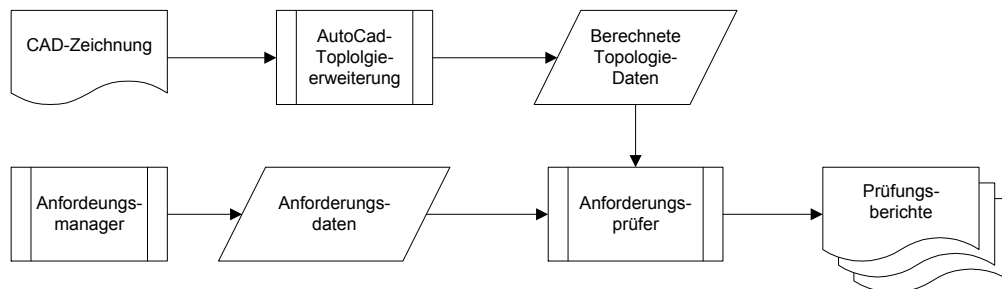 CAD-Zeichnung
AutoCad-
Toplolgie-
erweiterung
Berechnete
Topologie-
Daten
Anfordeungs-
manager
Anforderungs-
daten
Anforderungs-
prüfer
Prüfungs-
berichte